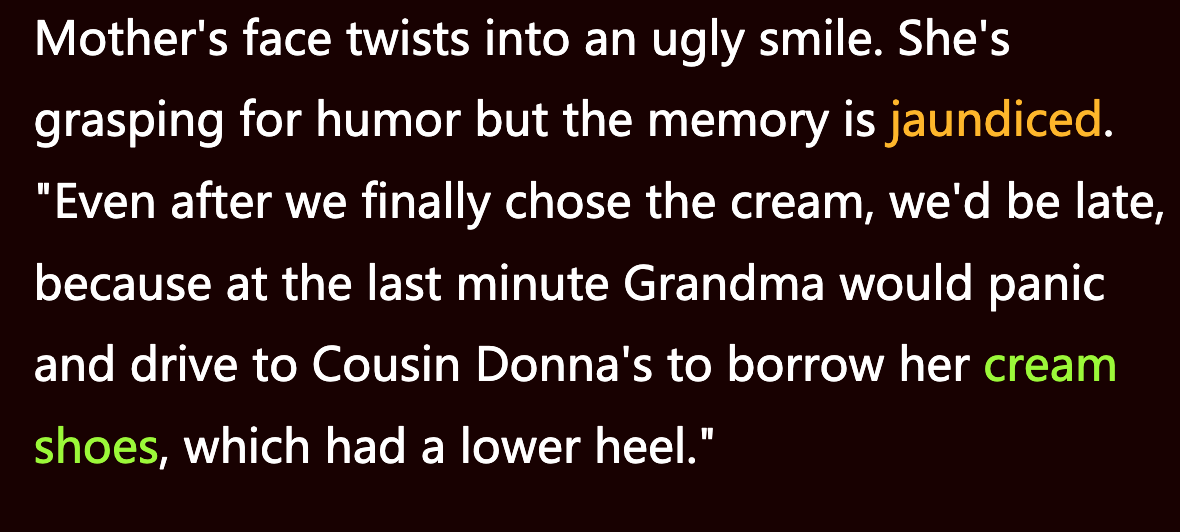 Mother's face twists into an ugly smile. She's
grasping for humor but the memory is jaundiced.
"Even after we finally chose the cream, we'd be late,
because at the last minute Grandma would panic
and drive to Cousin Donna's to borrow her cream
shoes, which had a lower heel."